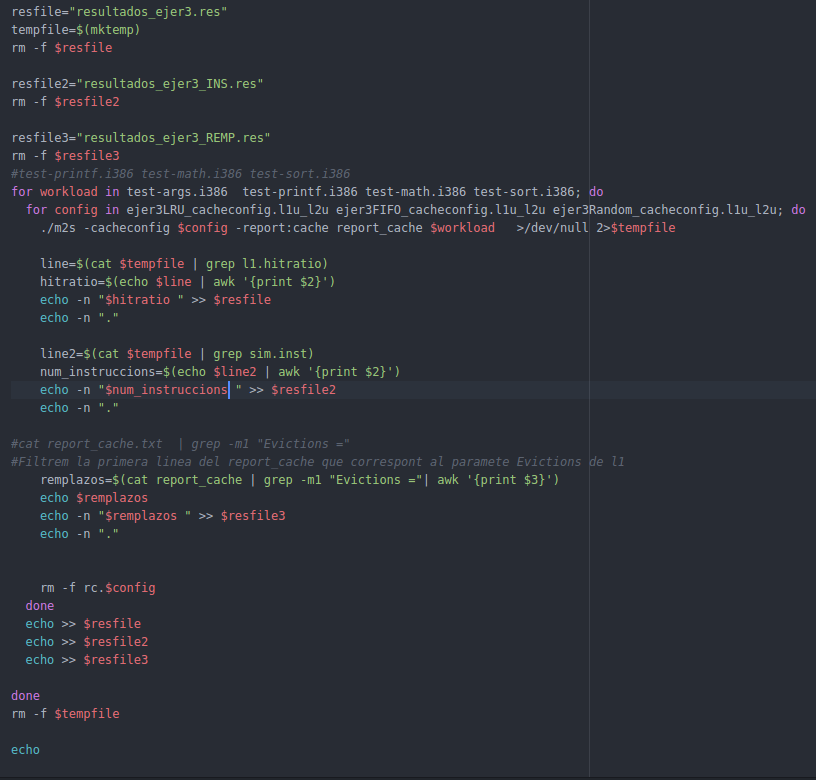 resfile="resultados_ejer3.res"
tempfile=$(mktemp)
rm -f $resfile

resfile2="resultados_ejer3_INS.res"
rm -f $resfile2

resfile3="resultados_ejer3_REMP.res"
rm -f $resfile3
#test-printf.i386 test-math.i386 test-sort.i386
for workload in test-args.i386  test-printf.i386 test-math.i386 test-sort.i386; do
  for config in ejer3LRU_cacheconfig.l1u_l2u ejer3FIFO_cacheconfig.l1u_l2u ejer3Random_cacheconfig.l1u_l2u; do
    ./m2s -cacheconfig $config -report:cache report_cache $workload   >/dev/null 2>$tempfile

    line=$(cat $tempfile | grep l1.hitratio)
    hitratio=$(echo $line | awk '{print $2}')
    echo -n "$hitratio " >> $resfile
    echo -n "."

    line2=$(cat $tempfile | grep sim.inst)
    num_instruccions=$(echo $line2 | awk '{print $2}')
    echo -n "$num_instruccions " >> $resfile2
    echo -n "."

#cat report_cache.txt  | grep -m1 "Evictions ="
#Filtrem la primera linea del report_cache que correspont al paramete Evictions de l1
    remplazos=$(cat report_cache | grep -m1 "Evictions ="| awk '{print $3}')
    echo $remplazos
    echo -n "$remplazos " >> $resfile3
    echo -n "."


    rm -f rc.$config
  done
  echo >> $resfile
  echo >> $resfile2
  echo >> $resfile3

done
rm -f $tempfile

echo